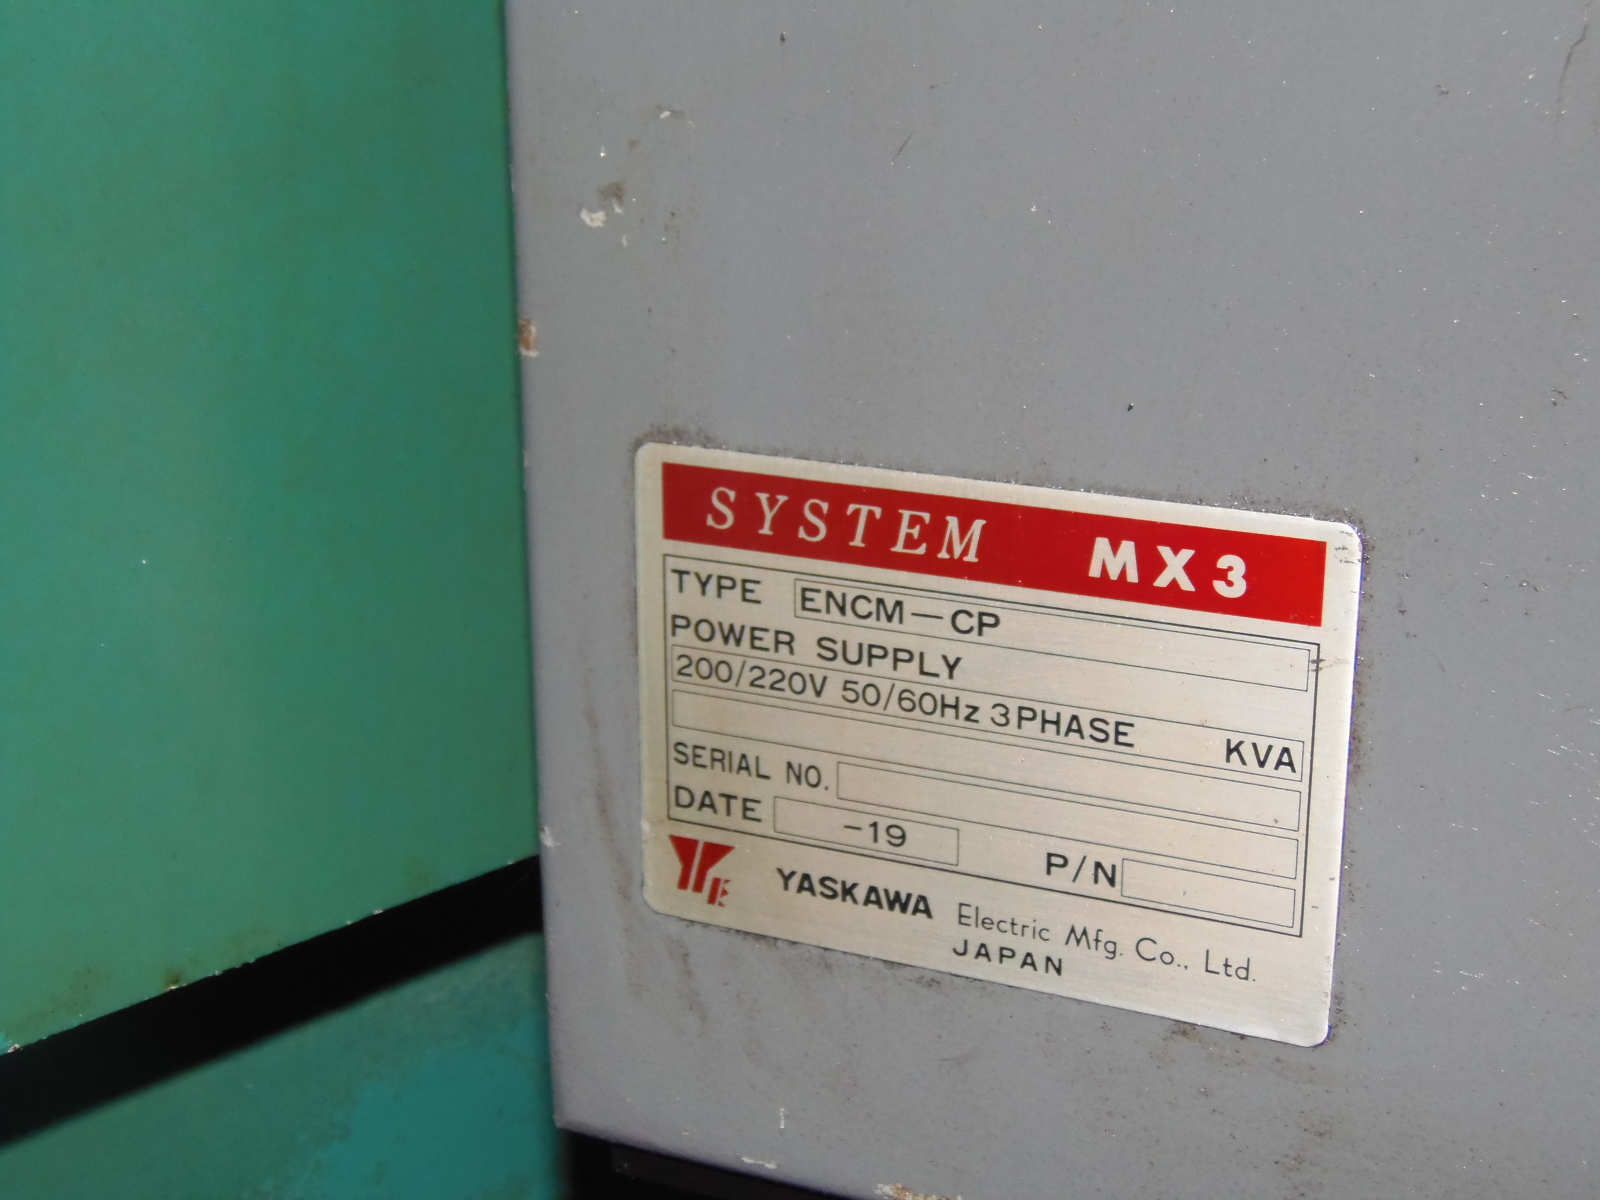 SYSTEM MX3
TYPE ENCM-CP
POWER SUPPLY
200/220V 50/60Hz 3PHASE KVA
SERIAL NO.
DATE -19 P/N
YASKAWA Electric Mfg. Co., Ltd.
JAPAN